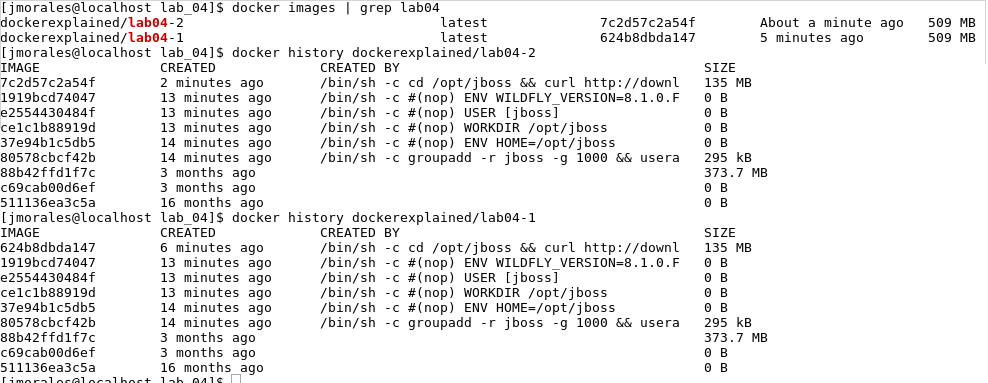 [jmorales@localhost lab_04]$ docker images | grep lab04
dockerexplained/lab04-2 latest 7c2d57c2a54f About a minute ago 509 MB
dockerexplained/lab04-1 latest 624b8dbda147 5 minutes ago 509 MB
[jmorales@localhost lab_04]$ docker history dockerexplained/lab04-2
IMAGE CREATED CREATED BY SIZE
7c2d57c2a54f 2 minutes ago /bin/sh -c cd /opt/jboss && curl http://downl 135 MB
1919bcd74047 13 minutes ago /bin/sh -c #(nop) ENV WILDFLY_VERSION=8.1.0.F 0 B
e2554430484f 13 minutes ago /bin/sh -c #(nop) USER [jboss] 0 B
ce1c1b88919d 13 minutes ago /bin/sh -c #(nop) WORKDIR /opt/jboss 0 B
37e94b1c5db5 14 minutes ago /bin/sh -c #(nop) ENV HOME=/opt/jboss 0 B
80578cbcf42b 14 minutes ago /bin/sh -c groupadd -r jboss -g 1000 && usera 295 kB
88b42ffd1f7c 3 months ago 373.7 MB
c69cab00d6ef 3 months ago 0 B
511136ea3c5a 16 months ago 0 B
[jmorales@localhost lab_04]$ docker history dockerexplained/lab04-1
IMAGE CREATED CREATED BY SIZE
624b8dbda147 6 minutes ago /bin/sh -c cd /opt/jboss && curl http://downl 135 MB
1919bcd74047 13 minutes ago /bin/sh -c #(nop) ENV WILDFLY_VERSION=8.1.0.F 0 B
e2554430484f 13 minutes ago /bin/sh -c #(nop) USER [jboss] 0 B
ce1c1b88919d 13 minutes ago /bin/sh -c #(nop) WORKDIR /opt/jboss 0 B
37e94b1c5db5 14 minutes ago /bin/sh -c #(nop) ENV HOME=/opt/jboss 0 B
80578cbcf42b 14 minutes ago /bin/sh -c groupadd -r jboss -g 1000 && usera 295 kB
88b42ffd1f7c 3 months ago 373.7 MB
c69cab00d6ef 3 months ago 0 B
511136ea3c5a 16 months ago 0 B
[jmorales@localhost lab_04]$